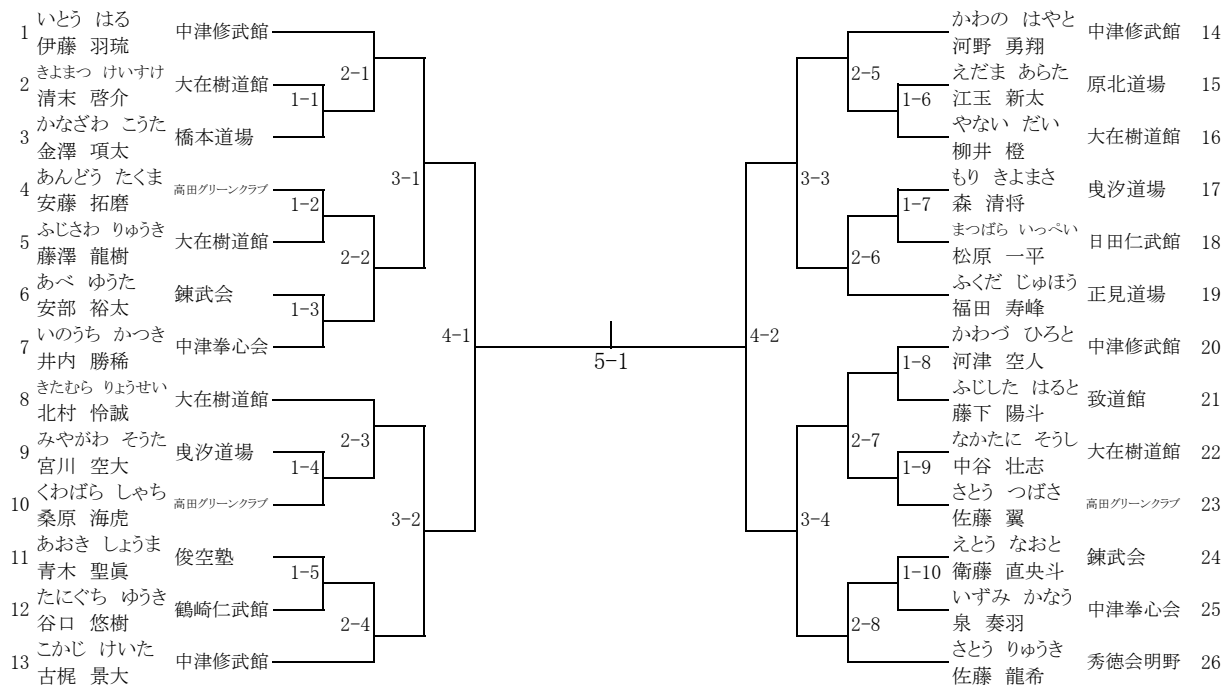 いとう はる
1 伊藤 羽琉 中津修武館
きよまつ けいすけ
2 清末 啓介 大在樹道館
かなざわ こうた
3 金澤 項太 橋本道場
あんどう たくま
4 安藤 拓磨 高田グリーンクラブ
ふじさわ りゅうき
5 藤澤 龍樹 大在樹道館
あべ ゆうた
6 安部 裕太 錬武会
いのうち かつき
7 井内 勝稀 中津拳心会
きたむら りょうせい
8 北村 怜誠 大在樹道館
みやがわ そうた
9 宮川 空大 曳汐道場
くわばら しゃち
10 桑原 海虎 高田グリーンクラブ
あおき しょうま
11 青木 聖眞 俊空塾
たにぐち ゆうき
12 谷口 悠樹 鶴崎仁武館
こかじ けいた
13 古梶 景大 中津修武館
1-1
1-2
1-3
1-4
1-5
2-1
2-2
2-3
2-4
3-1
3-2
4-1
5-1
4-2
3-3
3-4
2-5
2-6
2-7
2-8
1-6
1-7
1-8
1-9
1-10
かわの はやと
河野 勇翔 中津修武館 14
えだま あらた
江玉 新太 原北道場 15
やない だい
柳井 橙 大在樹道館 16
もり きよまさ
森 清将 曳汐道場 17
まつばら いっぺい
松原 一平 日田仁武館 18
ふくだ じゅほう
福田 寿峰 正見道場 19
かわづ ひろと
河津 空人 中津修武館 20
ふじした はると
藤下 陽斗 致道館 21
なかたに そうし
中谷 壮志 大在樹道館 22
さとう つばさ
佐藤 翼 高田グリーンクラブ 23
えとう なおと
衛藤 直央斗 錬武会 24
いずみ かなう
泉 奏羽 中津拳心会 25
さとう りゅうき
佐藤 龍希 秀徳会明野 26